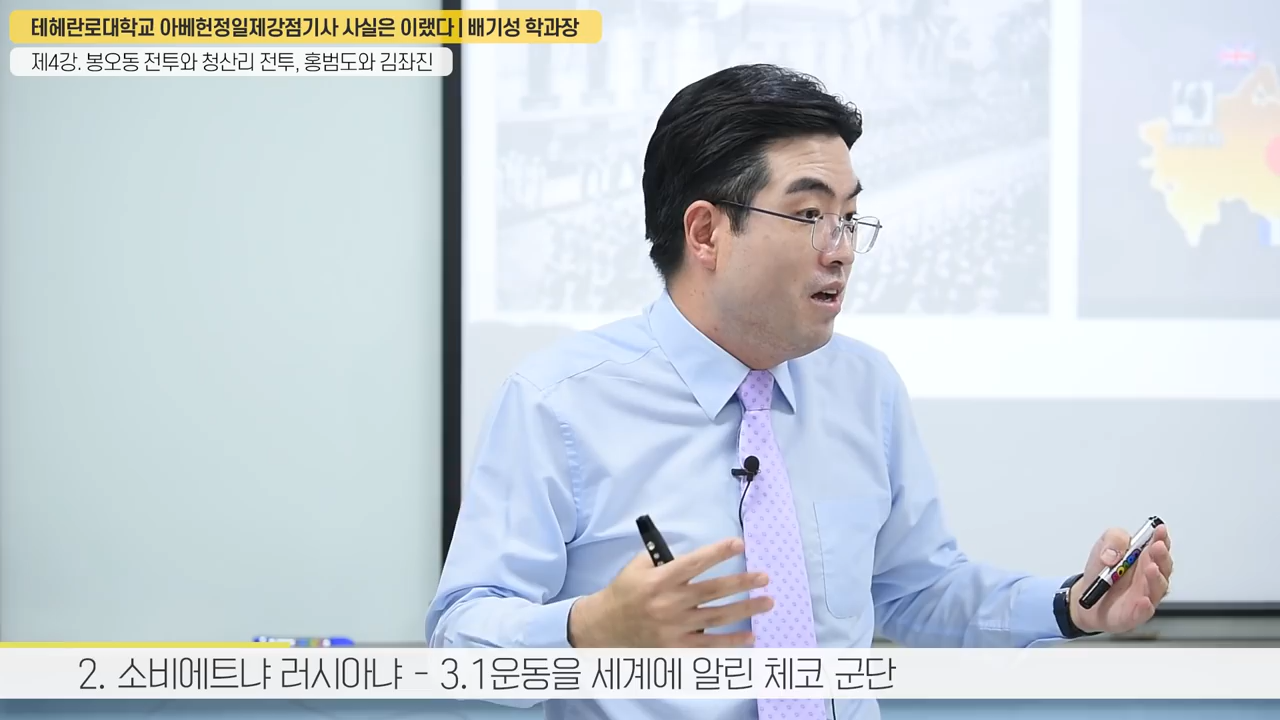 테헤란로대학교 아베헌정일제강점기사 사실은 이랬다 | 배기성 학과장
제4강. 봉오동 전투와 청산리 전투, 홍범도와 김좌진
2. 소비에트냐 러시아냐 - 3.1운동을 세계에 알린 체코 군단